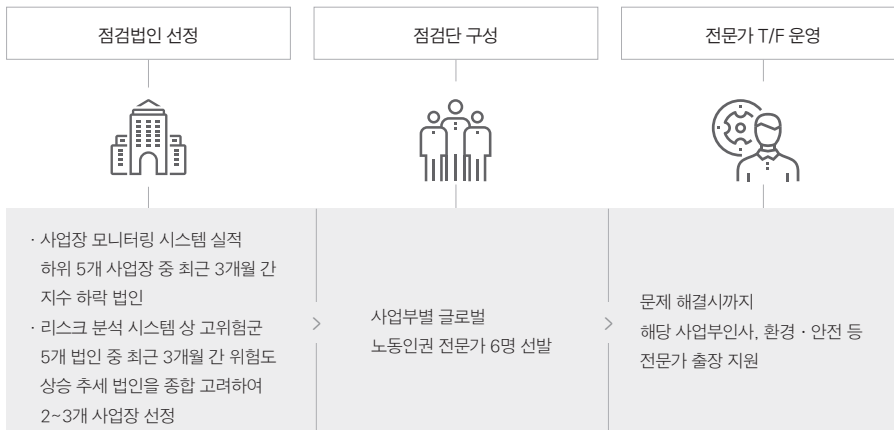 점검법인 선정
점검단 구성
전문가 T/F 운영
· 사업장 모니터링 시스템 실적
하위 5개 사업장 중 최근 3개월 간
지수 하락 법인
· 리스크 분석 시스템 상 고위험군
5개 법인 중 최근 3개월 간 위험도
상승 추세 법인을 종합 고려하여
2~3개 사업장 선정
사업부별 글로벌
노동인권 전문가 6명 선발
문제 해결시까지
해당 사업부인사, 환경 · 안전 등
전문가 출장 지원